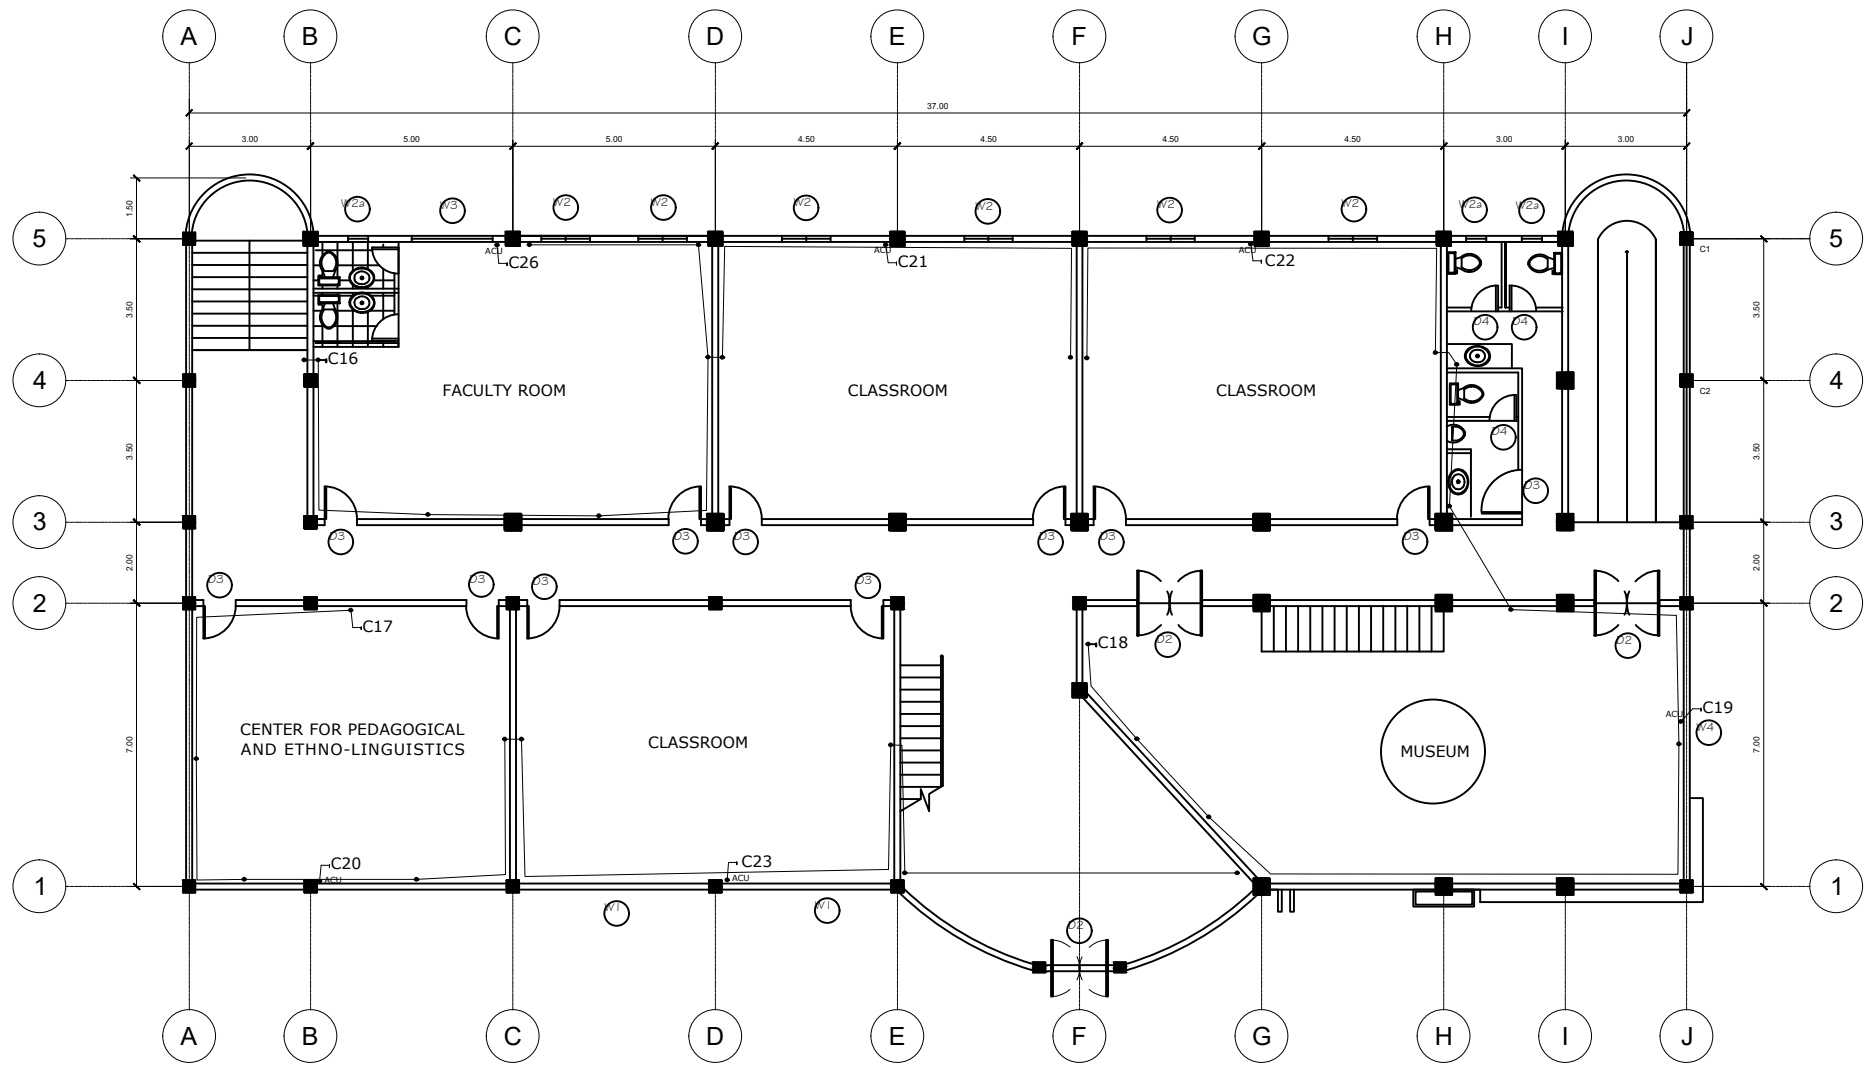 A B C D E F G H I J
37.00
3.00 5.00 5.00 4.50 4.50 4.50 4.50 3.00 3.00
1.50
W2a W3 W2 W2 W2 W2 W2 W2 W2a W2a
5 5
ACU C26 ACU C21 ACU C22 C1
3.50 3.50
D4 D4
C16
4 4
FACULTY ROOM CLASSROOM CLASSROOM C2
D4
3.50 3.50
D3
3 3
D3 D3 D3 D3 D3 D3
2.00 2.00
D3 D3 D3 D3
2 2
C17 C18 D2 D2
C19
ACU
W4
CENTER FOR PEDAGOGICAL
AND ETHNO-LINGUISTICS
CLASSROOM
MUSEUM
7.00 7.00
C20 C23
ACU ACU
1 1
W1 W1
D2
A B C D E F G H I J